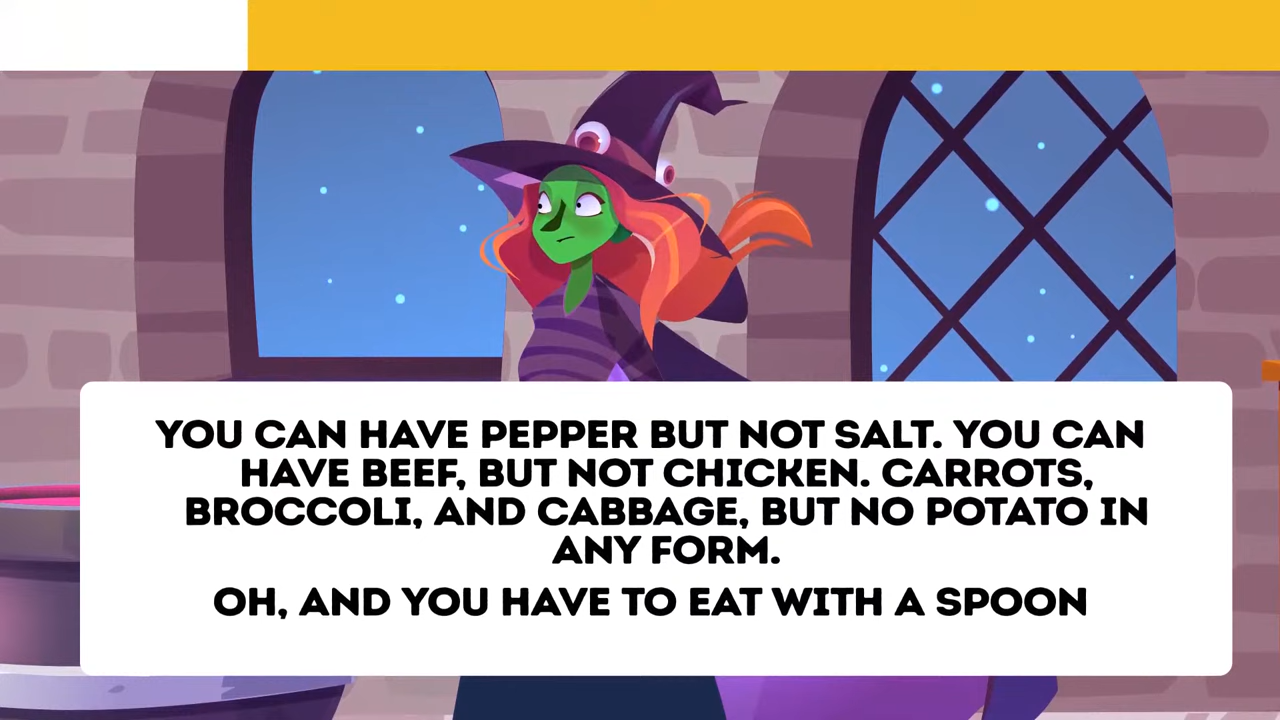 YOU CAN HAVE PEPPER BUT NOT SALT. YOU CAN
HAVE BEEF, BUT NOT CHICKEN. CARROTS,
BROCCOLI, AND CABBAGE, BUT NO POTATO IN
ANY FORM.
OH, AND YOU HAVE TO EAT WITH A SPOON